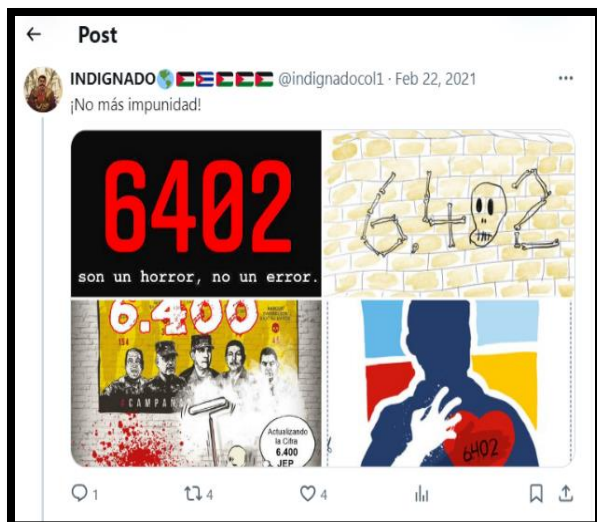 Post
INDIGNADO @indignadocol1 · Feb 22, 2021
¡No más impunidad!
6402
son un horror, no un error.
6.402
6.400
CAMPAÑA
Actualizando
la Cifra
6.400
JEP
6402
1 4 4